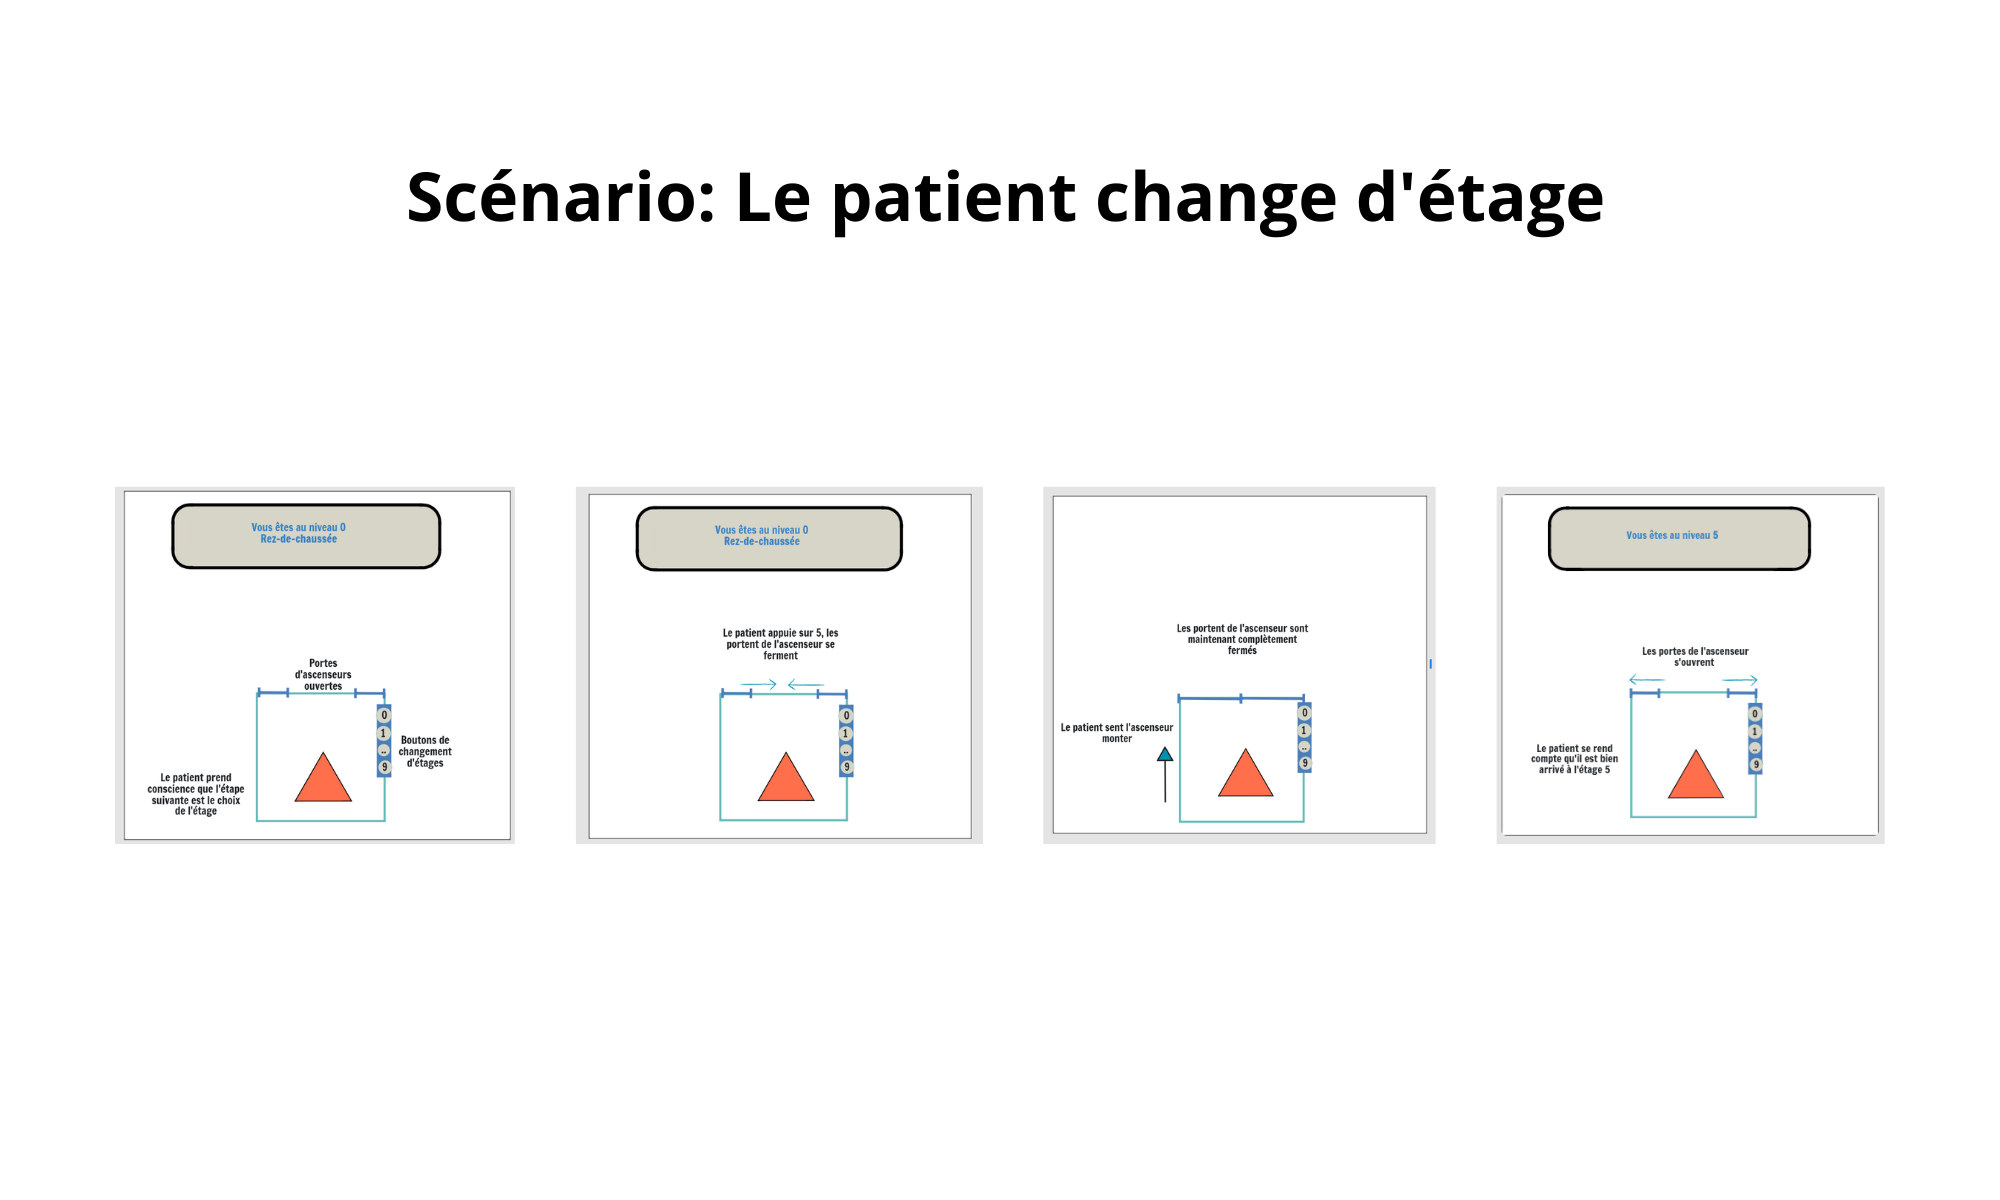 Scénario: Le patient change d'étage
Vous êtes au niveau 0
Rez-de-chaussée
Portes
d'ascenseurs
ouvertes
0
1
..
9
Boutons de
changement
d'étages
Le patient prend
conscience que l'étape
suivante est le choix
de l'étage
Vous êtes au niveau 0
Rez-de-chaussée
Le patient appuie sur 5, les
portent de l'ascenseur se
ferment
0
1
..
9
Les portent de l'ascenseur sont
maintenant complètement
fermés
Le patient sent l'ascenseur
monter
0
1
..
9
Vous êtes au niveau 5
Les portes de l'ascenseur
s'ouvrent
Le patient se rend
compte qu'il est bien
arrivé à l'étage 5
0
1
..
9